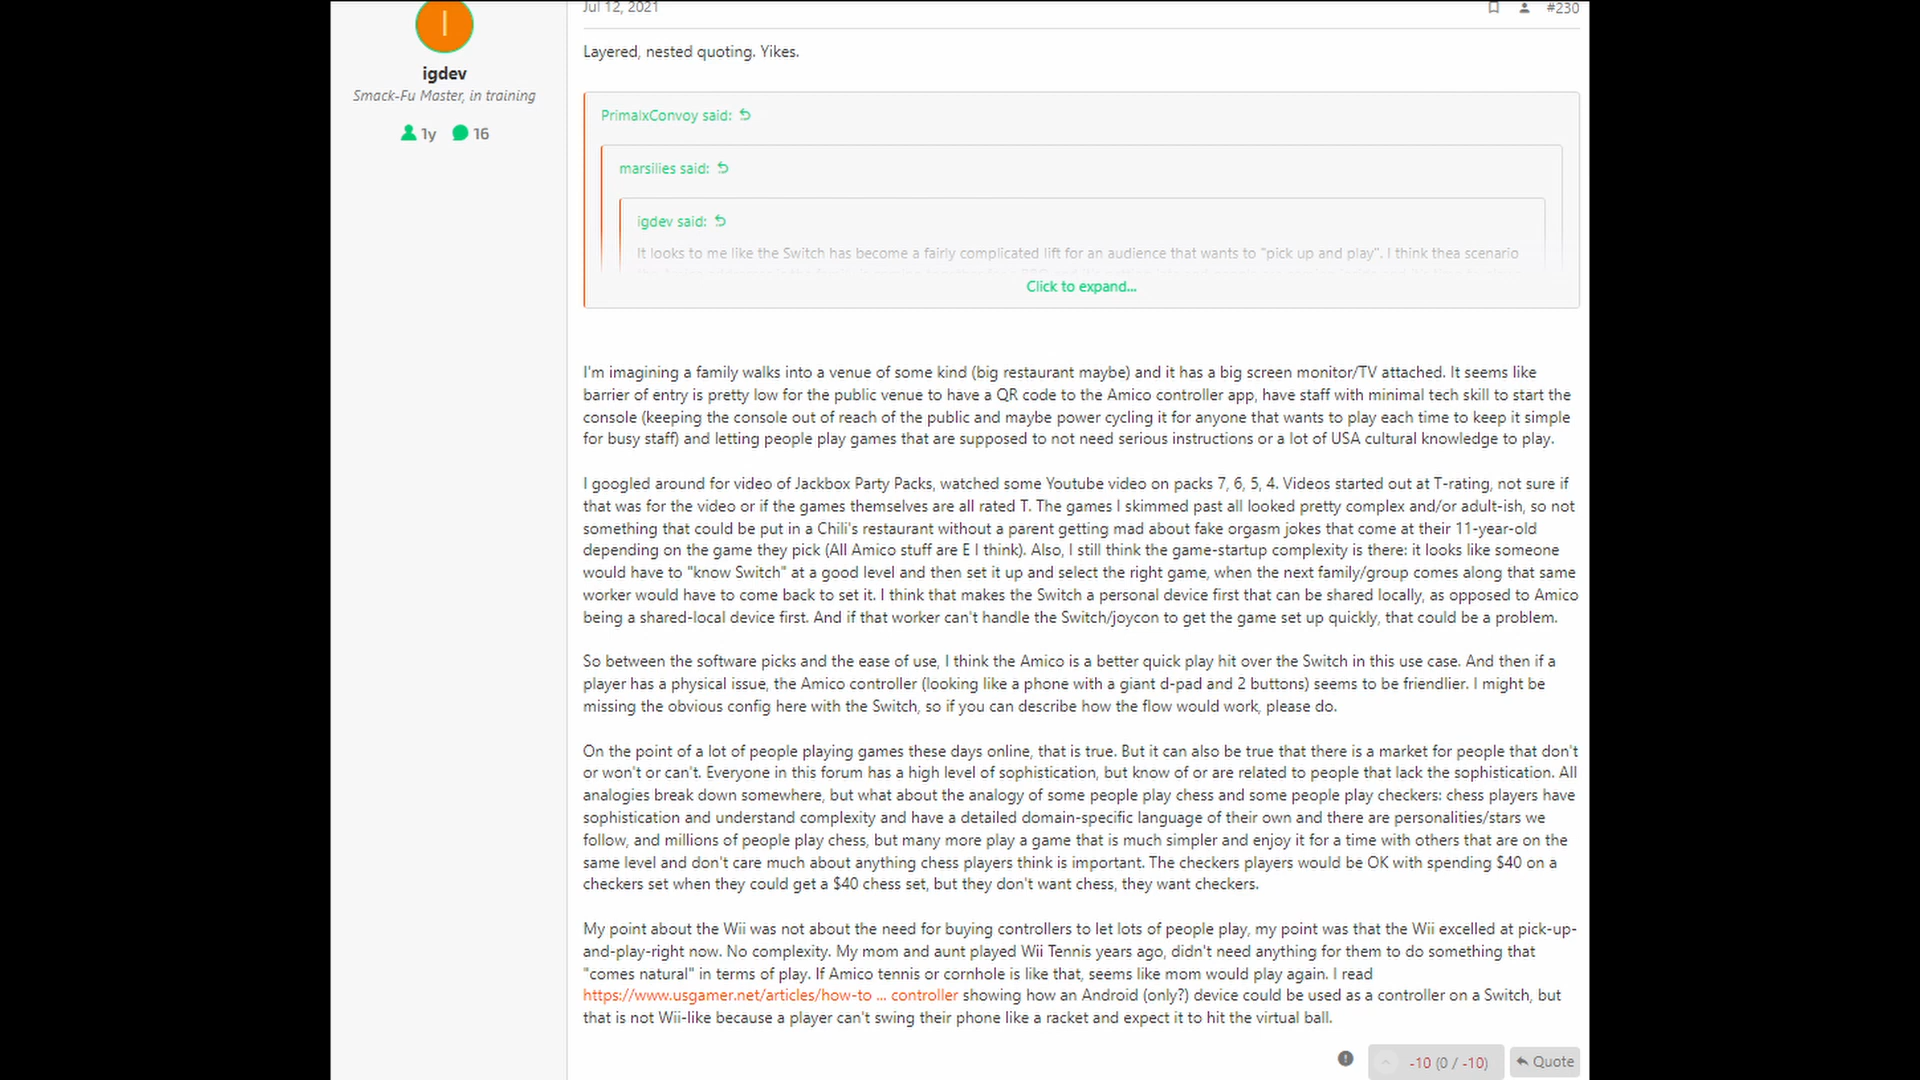 Jul 12, 2021
#230
I
igdev
Smack-Fu Master, in training
1y 16
Layered, nested quoting. Yikes.
PrimalxConvoy said:
marsilies said:
igdev said:
It looks to me like the Switch has become a fairly complicated lift for an audience that wants to "pick up and play". I think thea scenario
Click to expand...
I'm imagining a family walks into a venue of some kind (big restaurant maybe) and it has a big screen monitor/TV attached. It seems like
barrier of entry is pretty low for the public venue to have a QR code to the Amico controller app, have staff with minimal tech skill to start the
console (keeping the console out of reach of the public and maybe power cycling it for anyone that wants to play each time to keep it simple
for busy staff) and letting people play games that are supposed to not need serious instructions or a lot of USA cultural knowledge to play.
I googled around for video of Jackbox Party Packs, watched some Youtube video on packs 7, 6, 5, 4. Videos started out at T-rating, not sure if
that was for the video or if the games themselves are all rated T. The games I skimmed past all looked pretty complex and/or adult-ish, so not
something that could be put in a Chili's restaurant without a parent getting mad about fake orgasm jokes that come at their 11-year-old
depending on the game they pick (All Amico stuff are E I think). Also, I still think the game-startup complexity is there: it looks like someone
would have to "know Switch" at a good level and then set it up and select the right game, when the next family/group comes along that same
worker would have to come back to set it. I think that makes the Switch a personal device first that can be shared locally, as opposed to Amico
being a shared-local device first. And if that worker can't handle the Switch/joycon to get the game set up quickly, that could be a problem.
So between the software picks and the ease of use, I think the Amico is a better quick play hit over the Switch in this use case. And then if a
player has a physical issue, the Amico controller (looking like a phone with a giant d-pad and 2 buttons) seems to be friendlier. I might be
missing the obvious config here with the Switch, so if you can describe how the flow would work, please do.
On the point of a lot of people playing games these days online, that is true. But it can also be true that there is a market for people that don't
or won't or can't. Everyone in this forum has a high level of sophistication, but know of or are related to people that lack the sophistication. All
analogies break down somewhere, but what about the analogy of some people play chess and some people play checkers: chess players have
sophistication and understand complexity and have a detailed domain-specific language of their own and there are personalities/stars we
follow, and millions of people play chess, but many more play a game that is much simpler and enjoy it for a time with others that are on the
same level and don't care much about anything chess players think is important. The checkers players would be OK with spending $40 on a
checkers set when they could get a $40 chess set, but they don't want chess, they want checkers.
My point about the Wii was not about the need for buying controllers to let lots of people play, my point was that the Wii excelled at pick-up-
and-play-right now. No complexity. My mom and aunt played Wii Tennis years ago, didn't need anything for them to do something that
"comes natural" in terms of play. If Amico tennis or cornhole is like that, seems like mom would play again. I read
https://www.usgamer.net/articles/how-to ... controller showing how an Android (only?) device could be used as a controller on a Switch, but
that is not Wii-like because a player can't swing their phone like a racket and expect it to hit the virtual ball.
-10 (0 / -10)
Quote